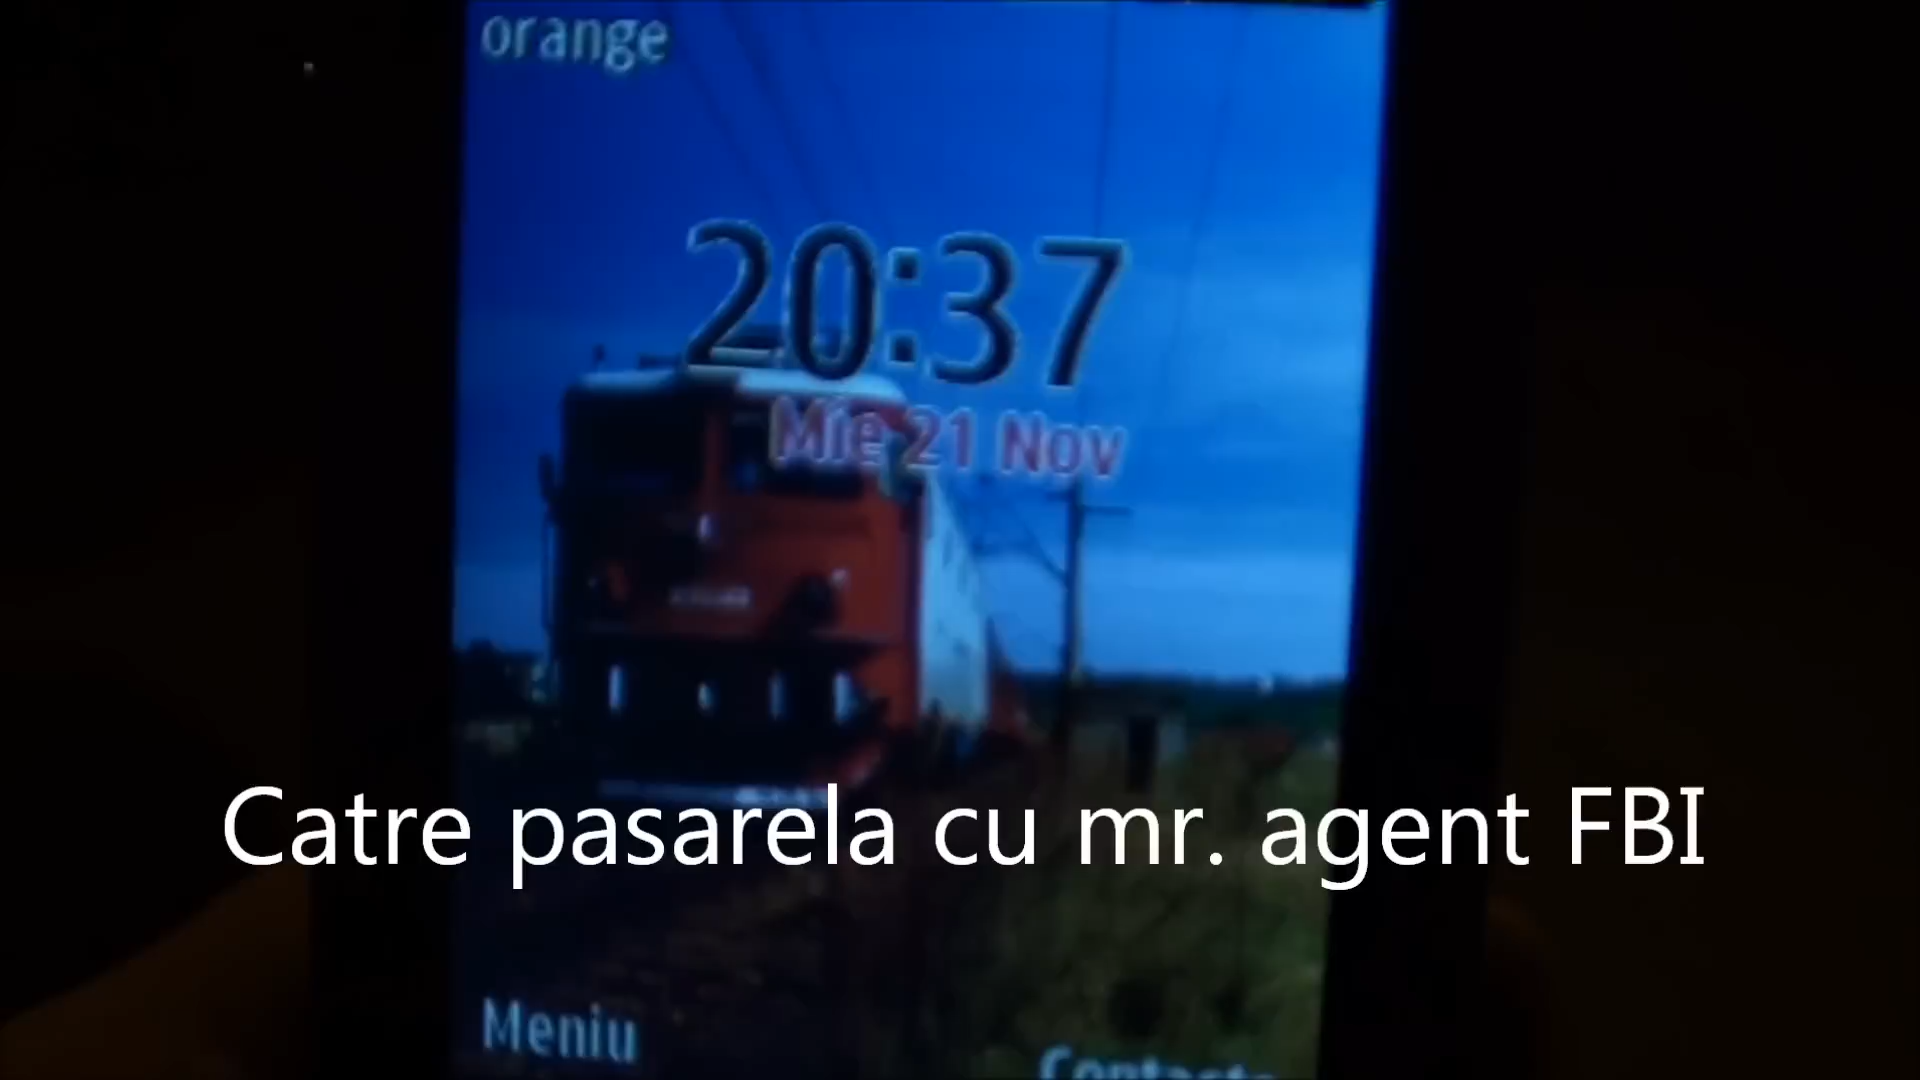 orange
20:37
Mie 21 Nov
Catre pasarela cu mr. agent FBI
Meniu